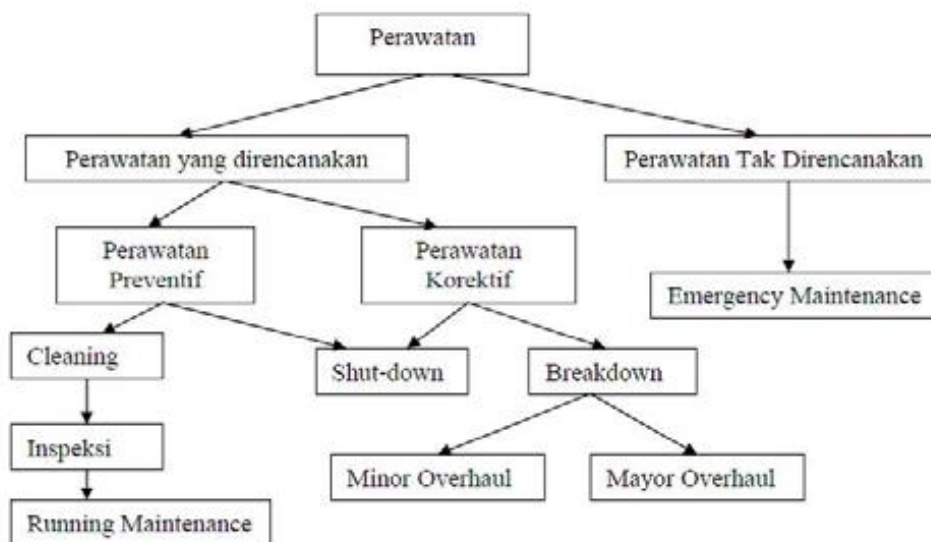 Perawatan
Perawatan yang direncanakan
Perawatan Tak Direncanakan
Perawatan
Preventif
Perawatan
Korektif
Emergency Maintenance
Cleaning
Shut-down
Breakdown
Inspeksi
Minor Overhaul
Mayor Overhaul
Running Maintenance